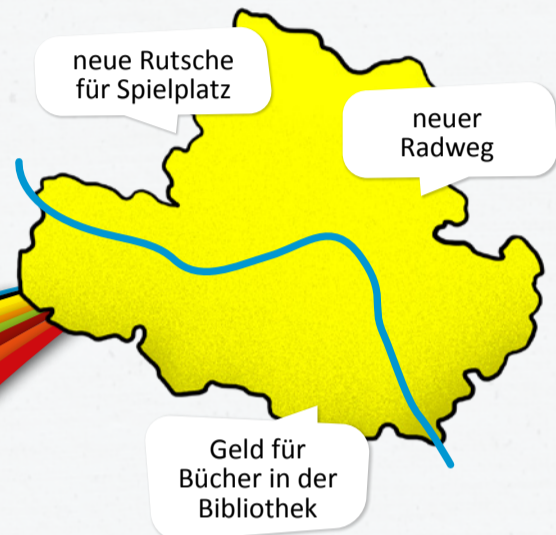 neue Rutsche
für Spielplatz
neuer
Radweg
Geld für
Bücher in der
Bibliothek